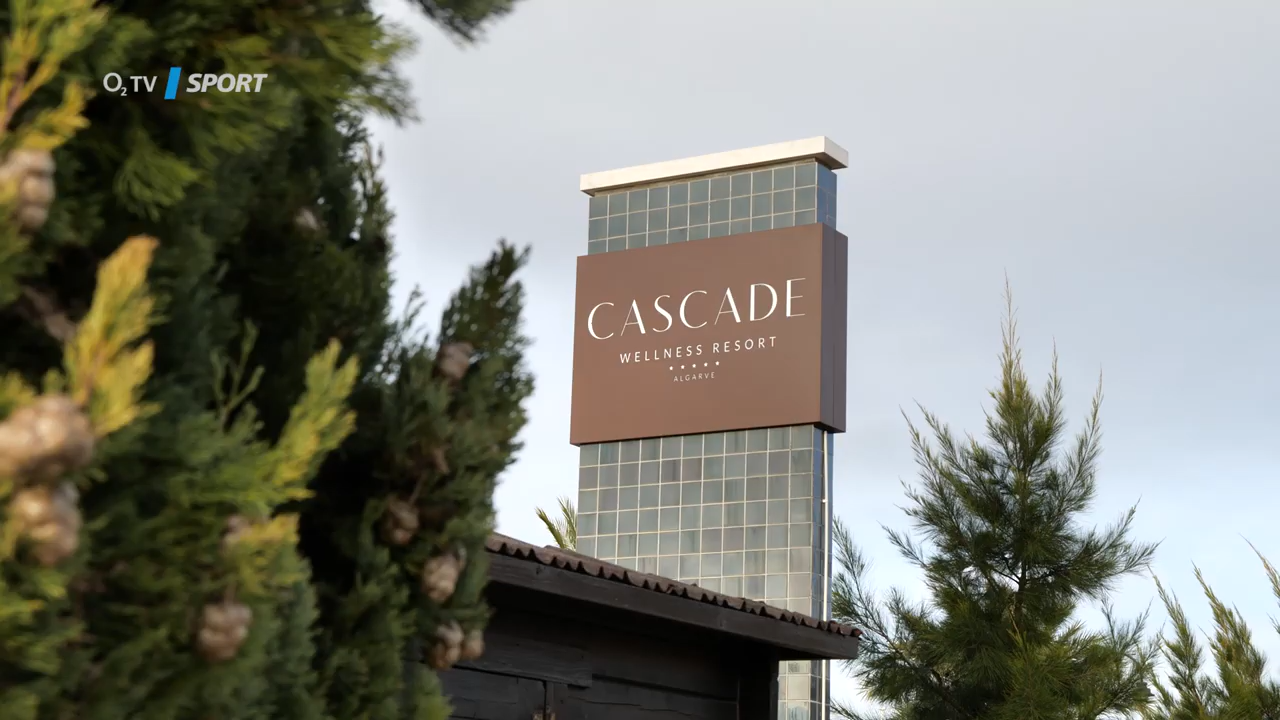 O2 TV SPORT
CASCADE
WELLNESS RESORT
★★★★★
ALGARVE